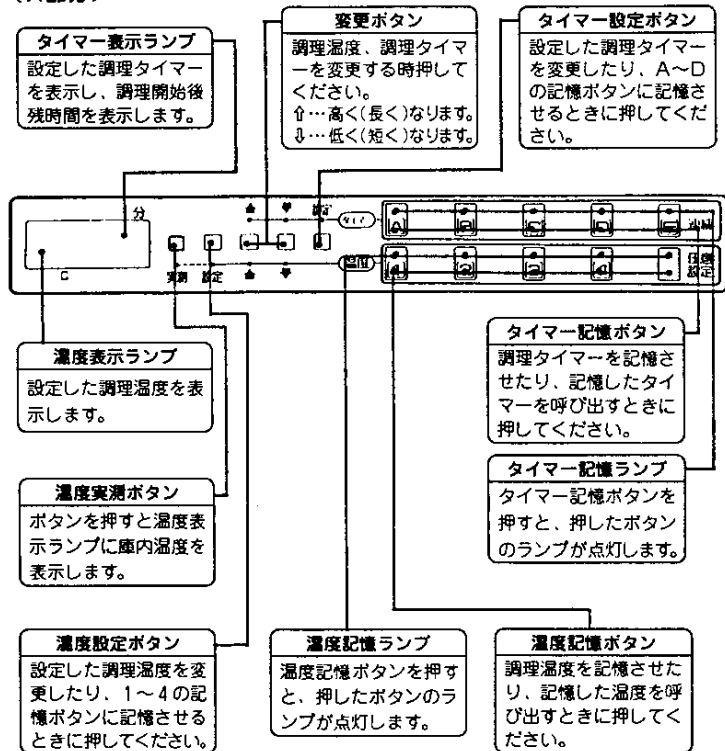 タイマー表示ランプ
設定した調理タイマー
を表示し、調理開始後
残時間を表示します。
変更ボタン
調理温度、調理タイマ
ーを変更する時押して
ください。
⇧…高く(長く)なります。
⇩…低く(短く)なります。
タイマー設定ボタン
設定した調理タイマー
を変更したり、A～D
の記憶ボタンに記憶さ
せるときに押してくだ
さい。
分
C
実測 設定
温度
任意
設定
温度表示ランプ
設定した調理温度を表
示します。
温度実測ボタン
ボタンを押すと温度表
示ランプに庫内温度を
表示します。
温度設定ボタン
設定した調理温度を変
更したり、1～4の記
憶ボタンに記憶させる
ときに押してください。
温度記憶ランプ
温度記憶ボタンを押す
と、押したボタンのラ
ンプが点灯します。
タイマー記憶ボタン
調理タイマーを記憶さ
せたり、記憶したタイ
マーを呼び出すときに
押してください。
タイマー記憶ランプ
タイマー記憶ボタンを
押すと、押したボタン
のランプが点灯します。
温度記憶ボタン
調理温度を記憶させた
り、記憶した温度を呼
び出すときに押してく
ださい。